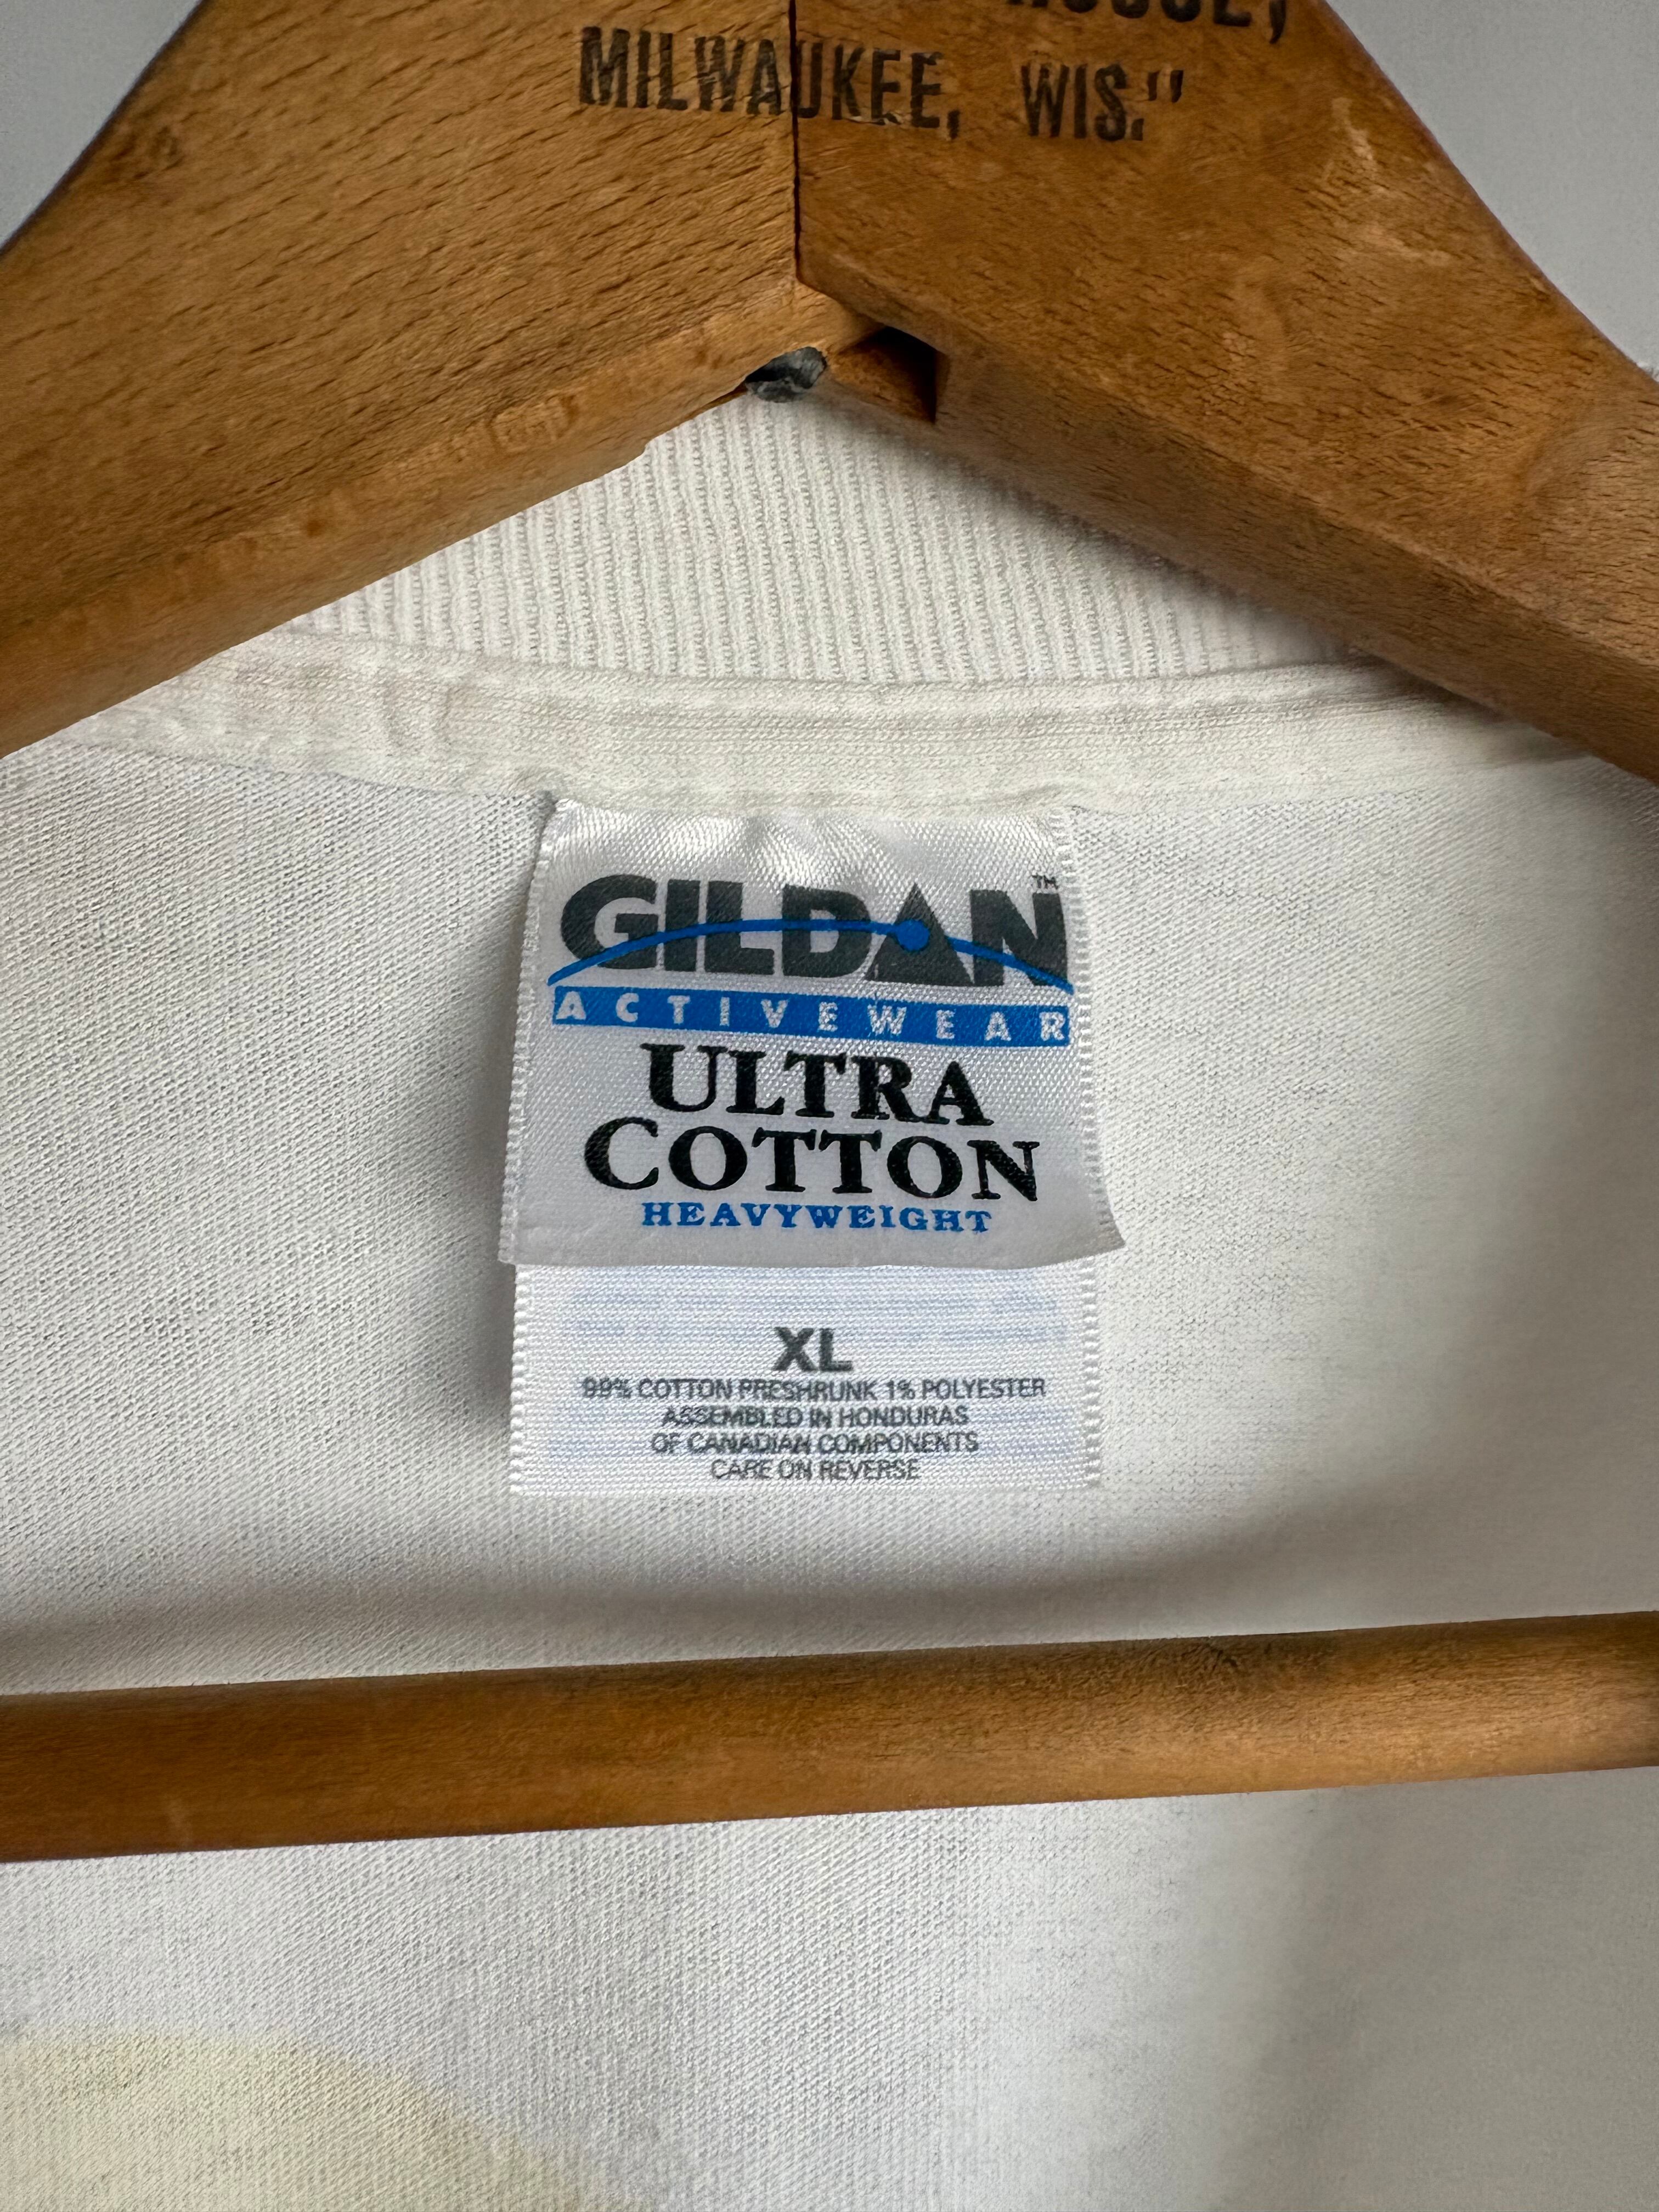 MILWAUKEE, WIS."
GILDAN™
ACTIVEWEAR
ULTRA
COTTON
HEAVYWEIGHT
XL
99% COTTON PRESHRUNK 1% POLYESTER
ASSEMBLED IN HONDURAS
OF CANADIAN COMPONENTS
CARE ON REVERSE